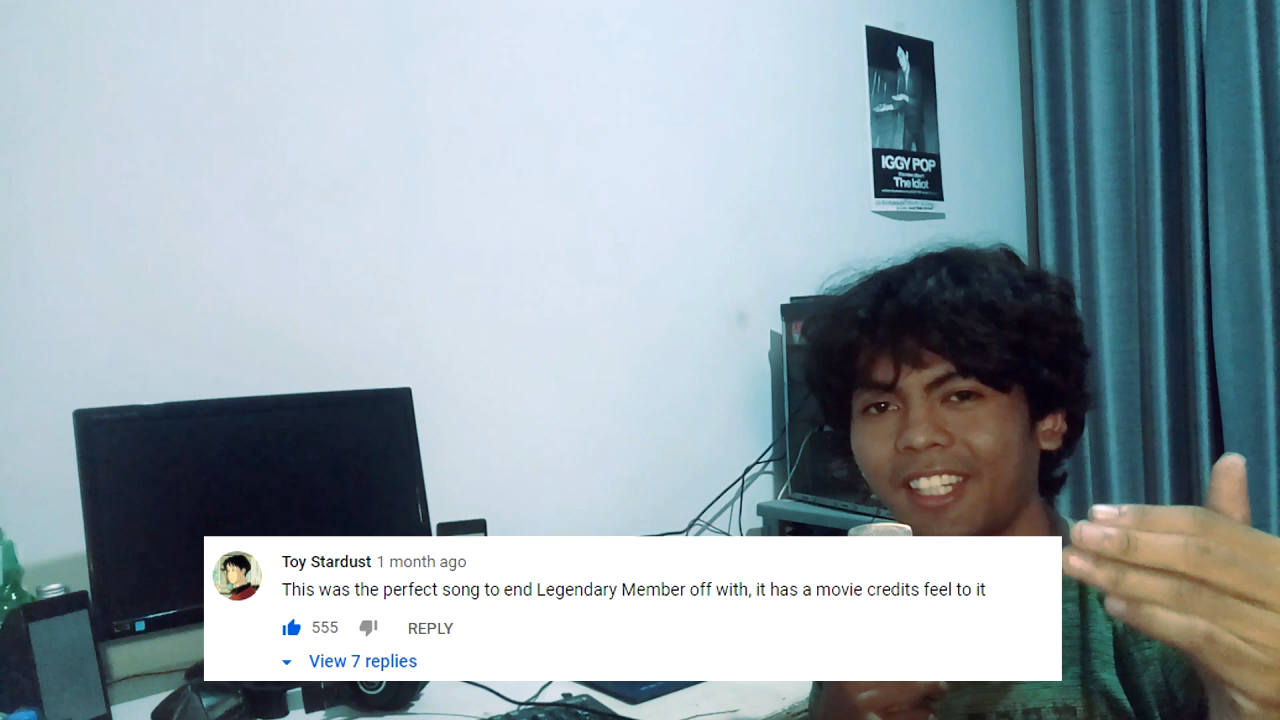 IGGY POP
The Idiot
Toy Stardust 1 month ago
This was the perfect song to end Legendary Member off with, it has a movie credits feel to it
555 REPLY
View 7 replies